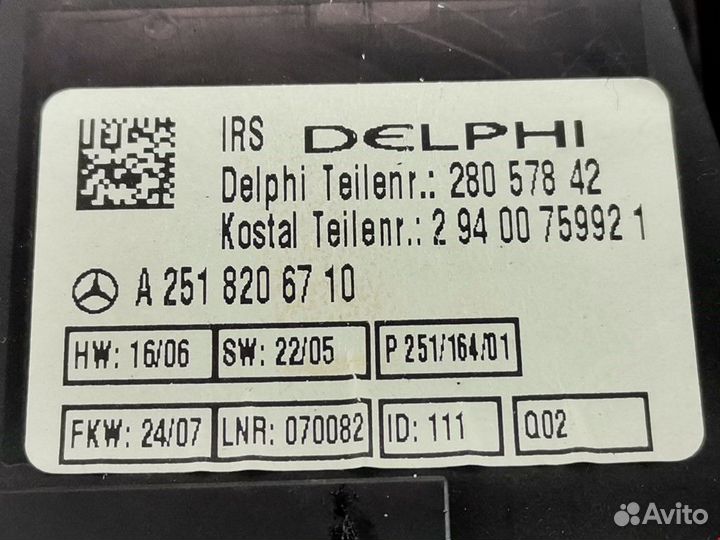 IRS DELPHI
Delphi Teilenr.: 280 578 42
Kostal Teilenr.: 2 94 00 75992 1
A 251 820 67 10
HW: 16/06 SW: 22/05 P 251/164/01
FKW: 24/07 LNR: 070082 ID: 111 Q02
Avito